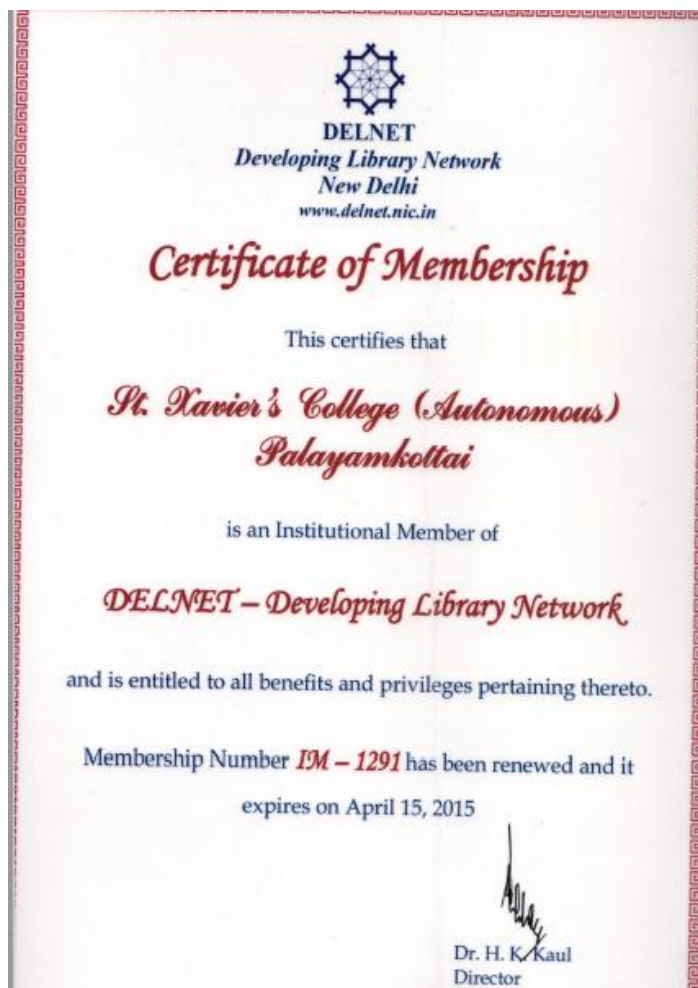 DELNET
Developing Library Network
New Delhi
www.delnet.nic.in
Certificate of Membership
This certifies that
St. Xavier's College (Autonomous)
Palayamkottai
is an Institutional Member of
DELNET – Developing Library Network
and is entitled to all benefits and privileges pertaining thereto.
Membership Number IM – 1291 has been renewed and it
expires on April 15, 2015
Dr. H. K. Kaul
Director